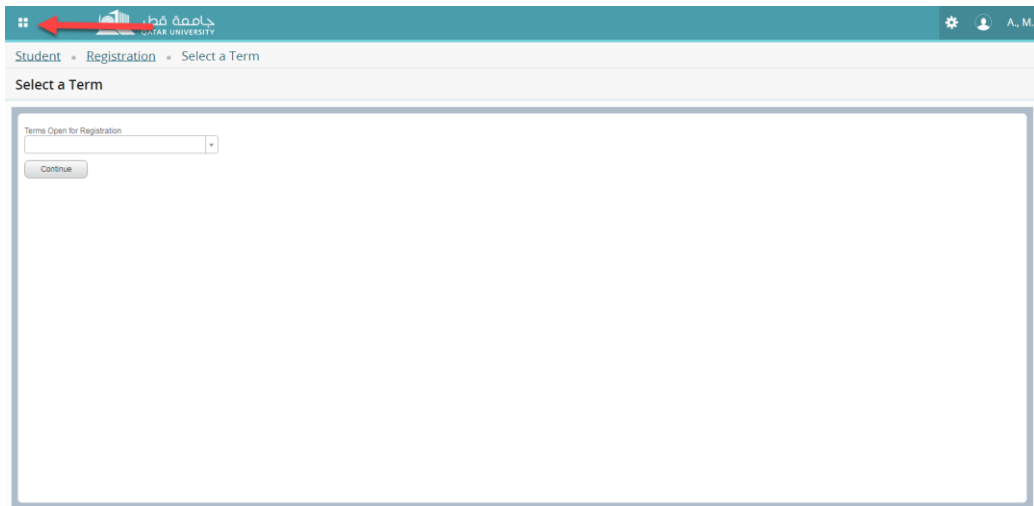 جامعة قطر
QATAR UNIVERSITY
A., M.
Student • Registration • Select a Term
Select a Term
Terms Open for Registration
Continue